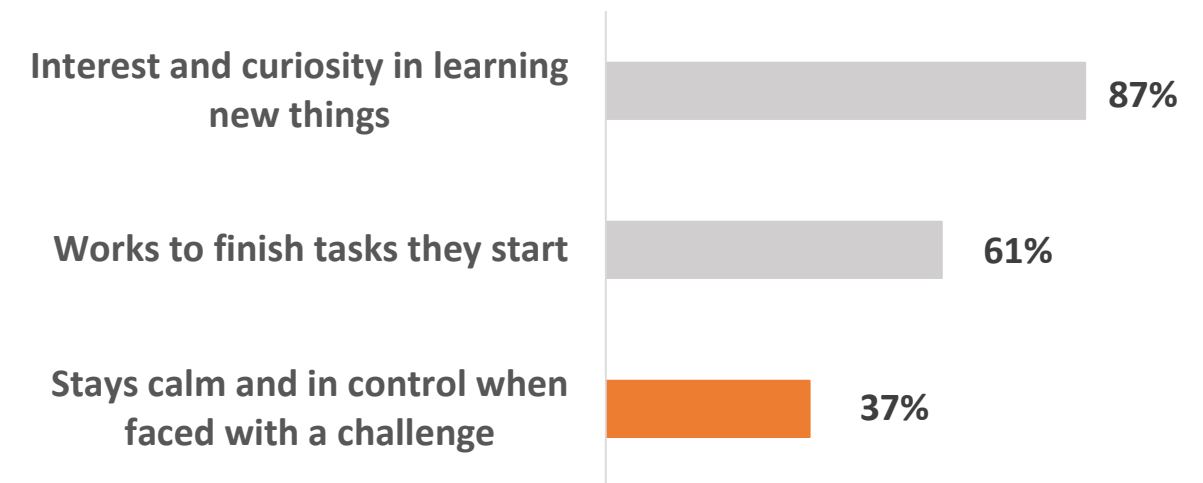 Interest and curiosity in learning
new things
87%
Works to finish tasks they start
61%
Stays calm and in control when
faced with a challenge
37%